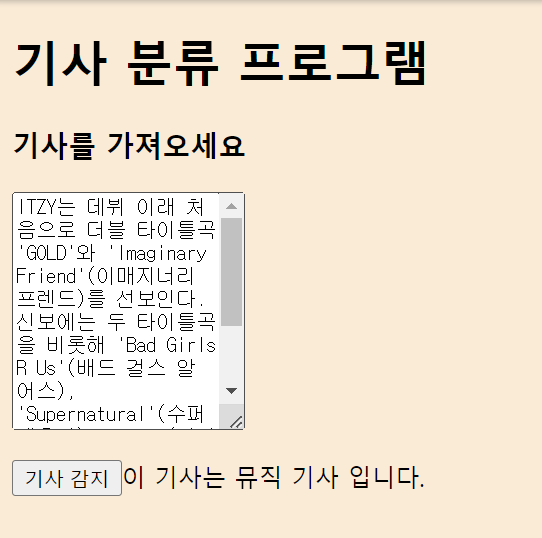 기사 분류 프로그램
기사를 가져오세요
ITZY는 데뷔 이래 처
음으로 더블 타이틀곡
'GOLD'와 'Imaginary
Friend'(이매지너리
프렌드)를 선보인다.
신보에는 두 타이틀곡
을 비롯해 'Bad Girls
R Us'(배드 걸스 알
어스),
'Supernatural'(수퍼
기사 감지 이 기사는 뮤직 기사 입니다.